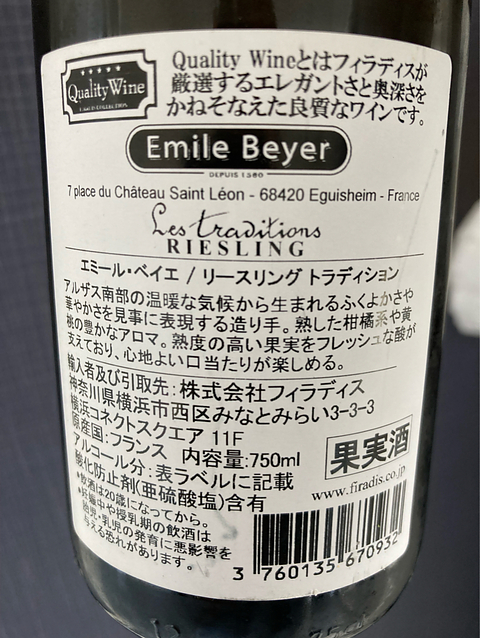 Quality Wine
Quality Wineとはフィラディスが
厳選するエレガントさと奥深さを
かねそなえた良質なワインです。
Emile Beyer
DEPUIS 1580
7 place du Château Saint Léon - 68420 Eguisheim - France
Les traditions
RIESLING
エミール・ベイエ / リースリング トラディション
アルザス南部の温暖な気候から生まれるふくよかさや
華やかさを見事に表現する造り手。熟した柑橘系や黄
桃の豊かなアロマ。熟度の高い果実をフレッシュな酸が
支えており、心地よい口当たりが楽しめる。
輸入者及び引取先：株式会社フィラディス
神奈川県横浜市西区みなとみらい3-3-3
横浜コネクトスクエア 11F
原産国：フランス 内容量:750ml
アルコール分：表ラベルに記載
酸化防止剤(亜硫酸塩)含有
果実酒
www.firadis.co.jp
*飲酒は20歳になってから。
*妊娠中や授乳期の飲酒は
胎児・乳児の発育に悪影響を
与える恐れがあります。
3 760135 670932